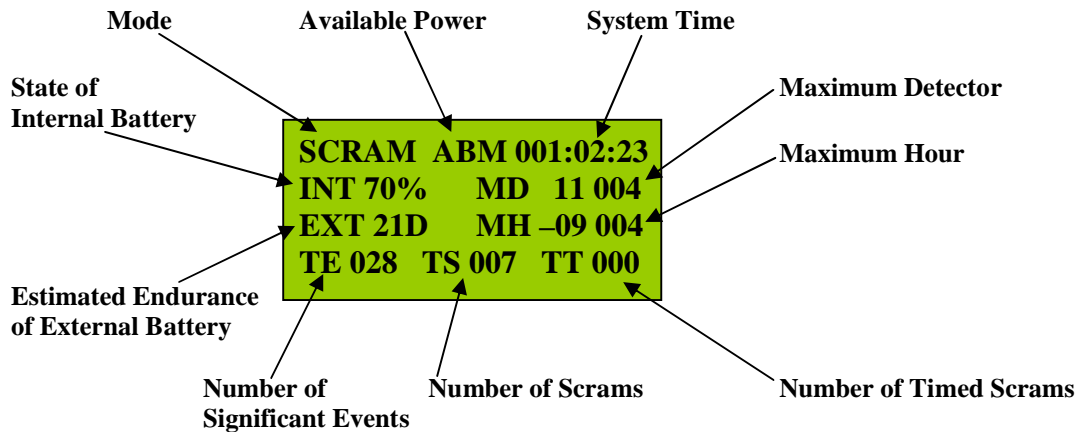 Mode Available Power System Time
State of
Internal Battery
Maximum Detector
Maximum Hour
SCRAM ABM 001:02:23
INT 70% MD 11 004
EXT 21D MH –09 004
TE 028 TS 007 TT 000
Estimated Endurance
of External Battery
Number of
Significant Events
Number of Scrams
Number of Timed Scrams